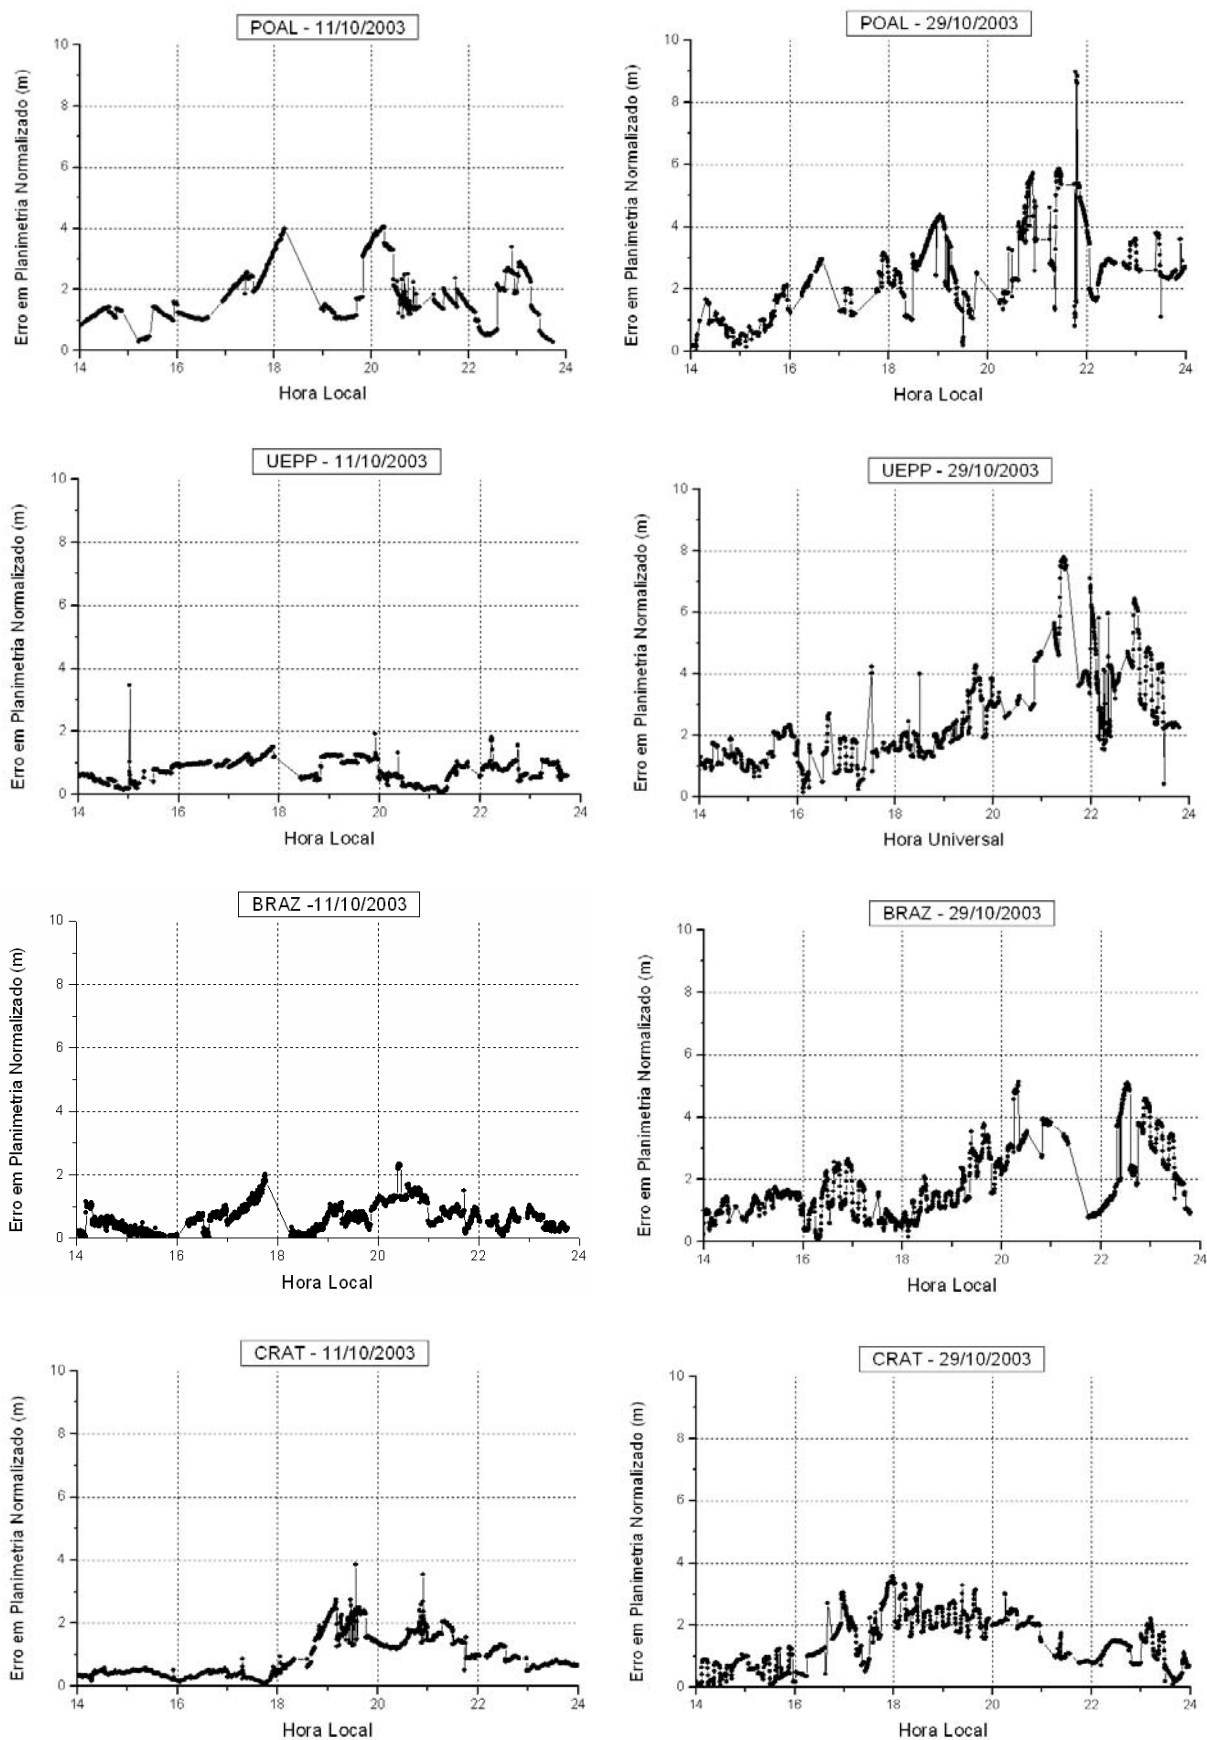 POAL - 11/10/2003
Erro em Planimetria Normalizado (m)
10
8
6
4
2
0
14 16 18 20 22 24
Hora Local
POAL - 29/10/2003
Erro em Planimetria Normalizado (m)
10
8
6
4
2
0
14 16 18 20 22 24
Hora Local
UEPP - 11/10/2003
Erro em Planimetria Normalizado (m)
10
8
6
4
2
0
14 16 18 20 22 24
Hora Local
UEPP - 29/10/2003
Erro em Planimetria Normalizado (m)
10
8
6
4
2
0
14 16 18 20 22 24
Hora Universal
BRAZ -11/10/2003
Erro em Planimetria Normalizado (m)
10
8
6
4
2
0
14 16 18 20 22 24
Hora Local
BRAZ - 29/10/2003
Erro em Planimetria Normalizado (m)
10
8
6
4
2
0
14 16 18 20 22 24
Hora Local
CRAT - 11/10/2003
Erro em Planimetria Normalizado (m)
10
8
6
4
2
0
14 16 18 20 22 24
Hora Local
CRAT - 29/10/2003
Erro em Planimetria Normalizado (m)
10
8
6
4
2
0
14 16 18 20 22 24
Hora Local